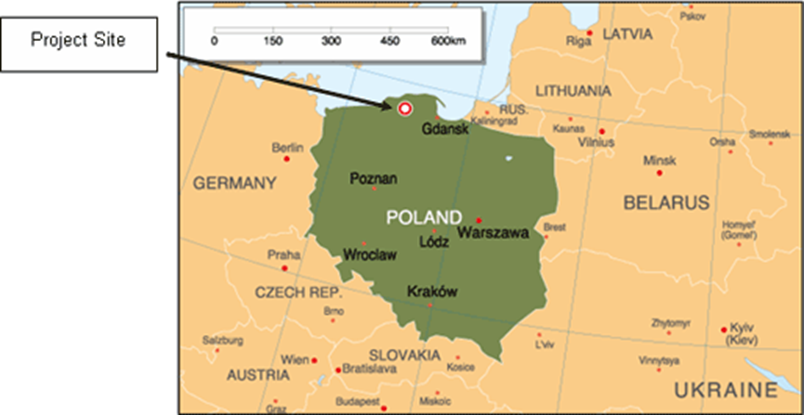 Project Site
0 150 300 450 600km
Pskov
Riga
LATVIA
LITHUANIA
RUS.
Kaliningrad
Kaunas
Vilnius
Smolensk
Orsha
Gdansk
Berlin
Minsk
GERMANY
Poznan
BELARUS
POLAND
Warszawa
Brest
Homyel'
(Gomel')
Wroclaw
Lódz
Praha
CZECH REP.
Kraków
Brno
Zhytomyr
Kyiv
(Kiev)
Salzburg
L'viv
Wien
SLOVAKIA
Kosice
Vinnytsya
Bratislava
AUSTRIA
UKRAINE
Graz
Budapest
Miskolc